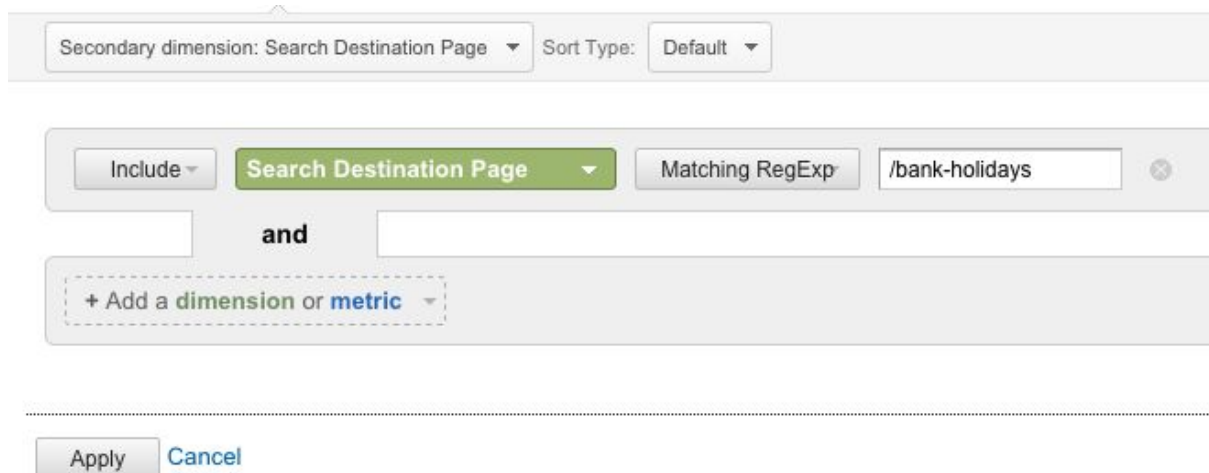 Secondary dimension: Search Destination Page Sort Type: Default
Include Search Destination Page Matching RegExp /bank-holidays
and
+ Add a dimension or metric
Apply Cancel